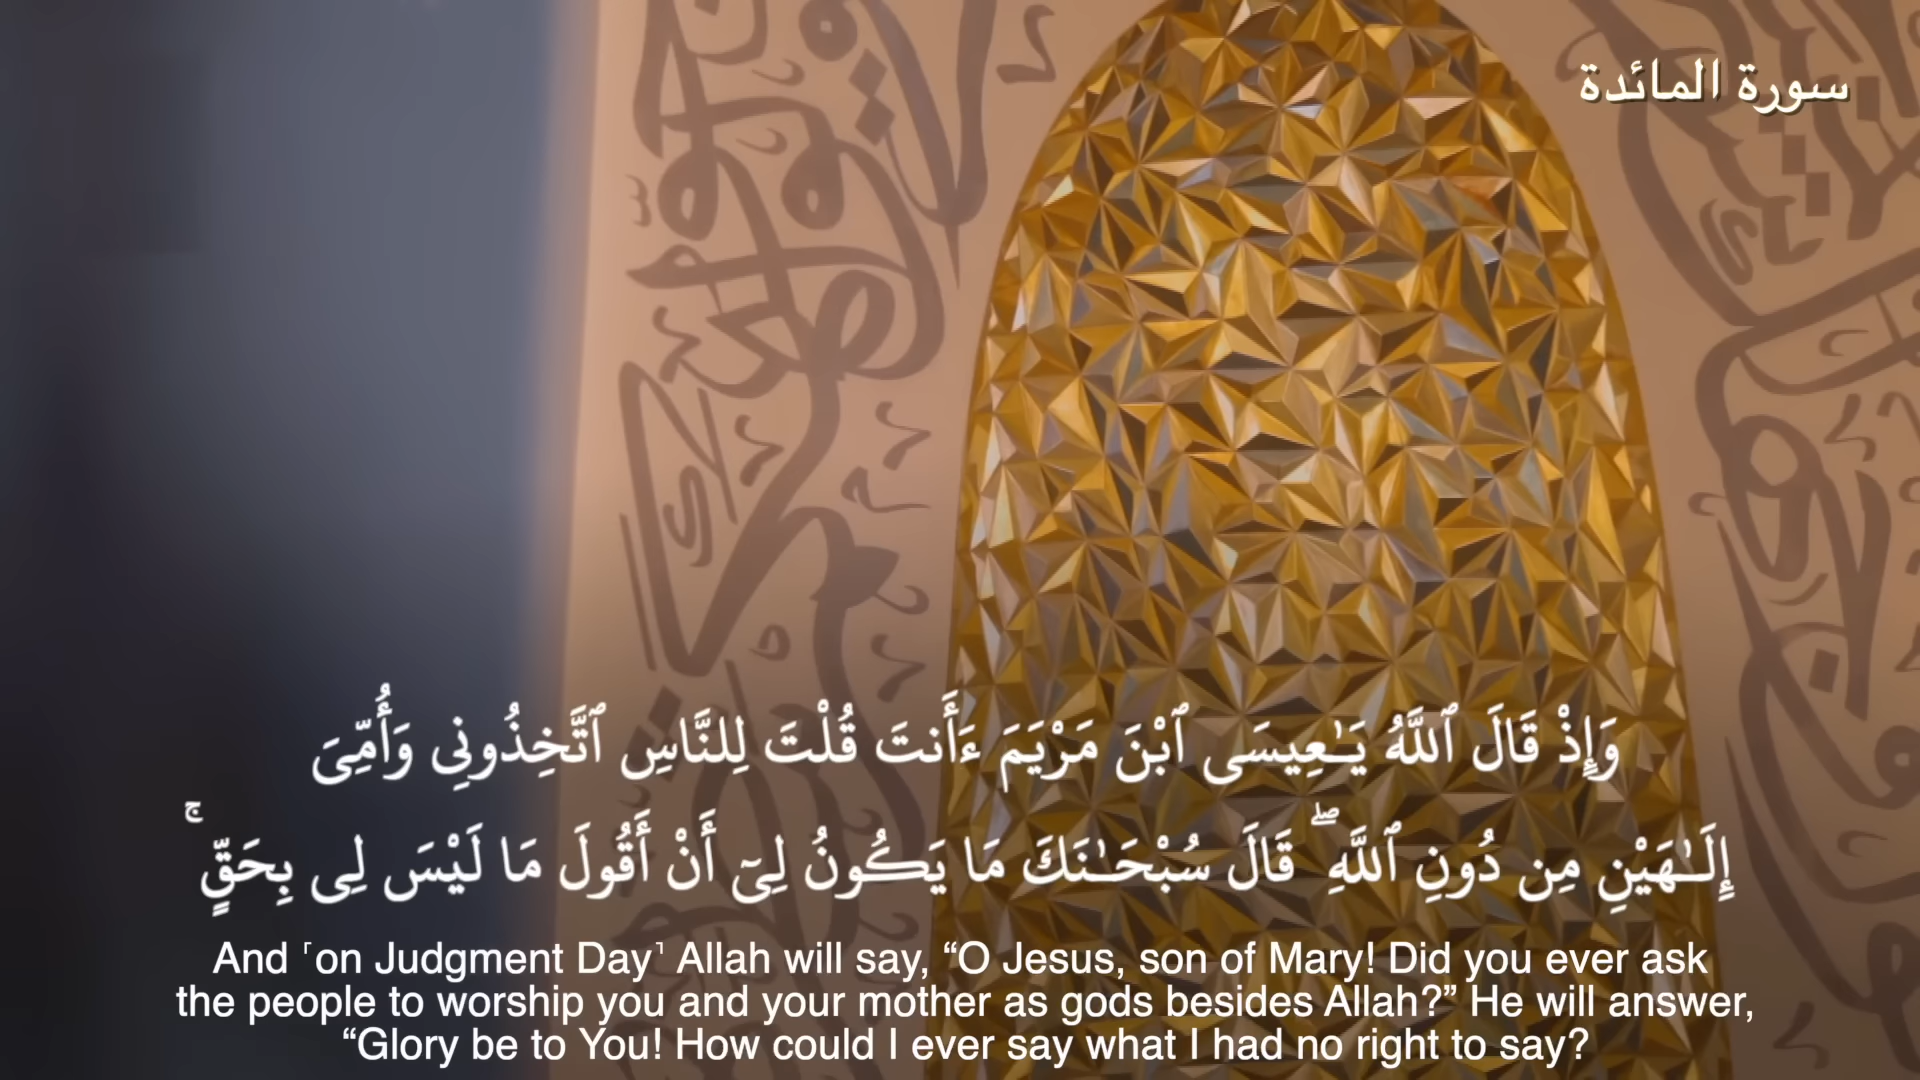 سورة المائدة
وَإِذْ قَالَ ٱللَّهُ يَـٰعِيسَى ٱبْنَ مَرْيَمَ ءَأَنتَ قُلْتَ لِلنَّاسِ ٱتَّخِذُونِى وَأُمِّىَ
إِلَـٰهَيْنِ مِن دُونِ ٱللَّهِ ۖ قَالَ سُبْحَـٰنَكَ مَا يَكُونُ لِىٓ أَنْ أَقُولَ مَا لَيْسَ لِى بِحَقٍّ ۚ
And ˹on Judgment Day˺ Allah will say, “O Jesus, son of Mary! Did you ever ask
the people to worship you and your mother as gods besides Allah?” He will answer,
“Glory be to You! How could I ever say what I had no right to say?